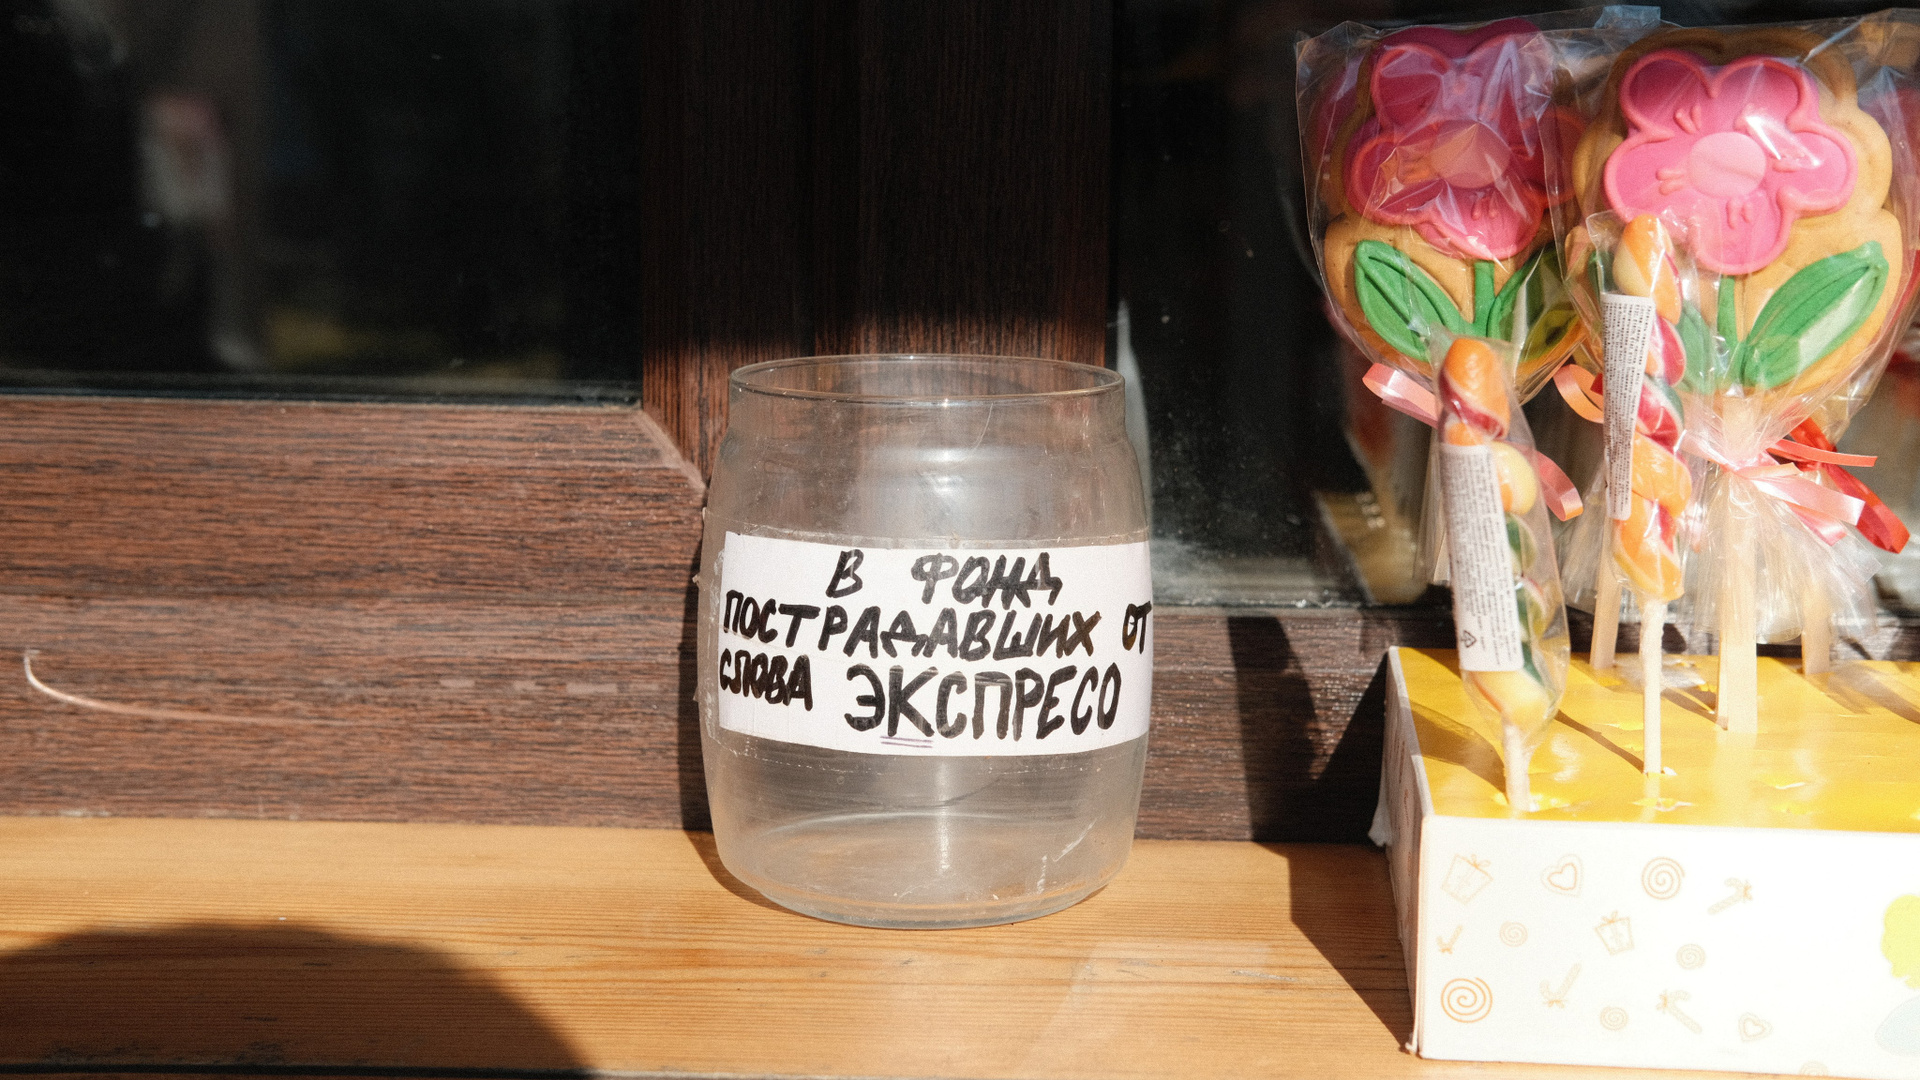 В ФОНД
ПОСТРАДАВШИХ ОТ
СЛОВА ЭКСПРЕСО